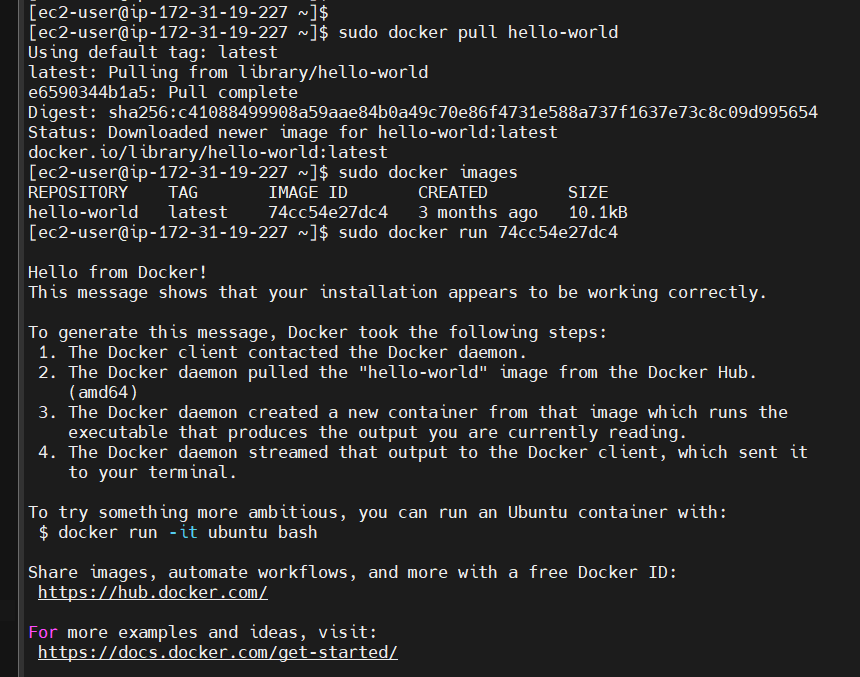 [ec2-user@ip-172-31-19-227 ~]$
[ec2-user@ip-172-31-19-227 ~]$ sudo docker pull hello-world
Using default tag: latest
latest: Pulling from library/hello-world
e6590344b1a5: Pull complete
Digest: sha256:c41088499908a59aae84b0a49c70e86f4731e588a737f1637e73c8c09d995654
Status: Downloaded newer image for hello-world:latest
docker.io/library/hello-world:latest
[ec2-user@ip-172-31-19-227 ~]$ sudo docker images
REPOSITORY    TAG       IMAGE ID       CREATED        SIZE
hello-world   latest    74cc54e27dc4   3 months ago   10.1kB
[ec2-user@ip-172-31-19-227 ~]$ sudo docker run 74cc54e27dc4

Hello from Docker!
This message shows that your installation appears to be working correctly.

To generate this message, Docker took the following steps:
 1. The Docker client contacted the Docker daemon.
 2. The Docker daemon pulled the "hello-world" image from the Docker Hub.
    (amd64)
 3. The Docker daemon created a new container from that image which runs the
    executable that produces the output you are currently reading.
 4. The Docker daemon streamed that output to the Docker client, which sent it
    to your terminal.

To try something more ambitious, you can run an Ubuntu container with:
 $ docker run -it ubuntu bash

Share images, automate workflows, and more with a free Docker ID:
 https://hub.docker.com/

For more examples and ideas, visit:
 https://docs.docker.com/get-started/